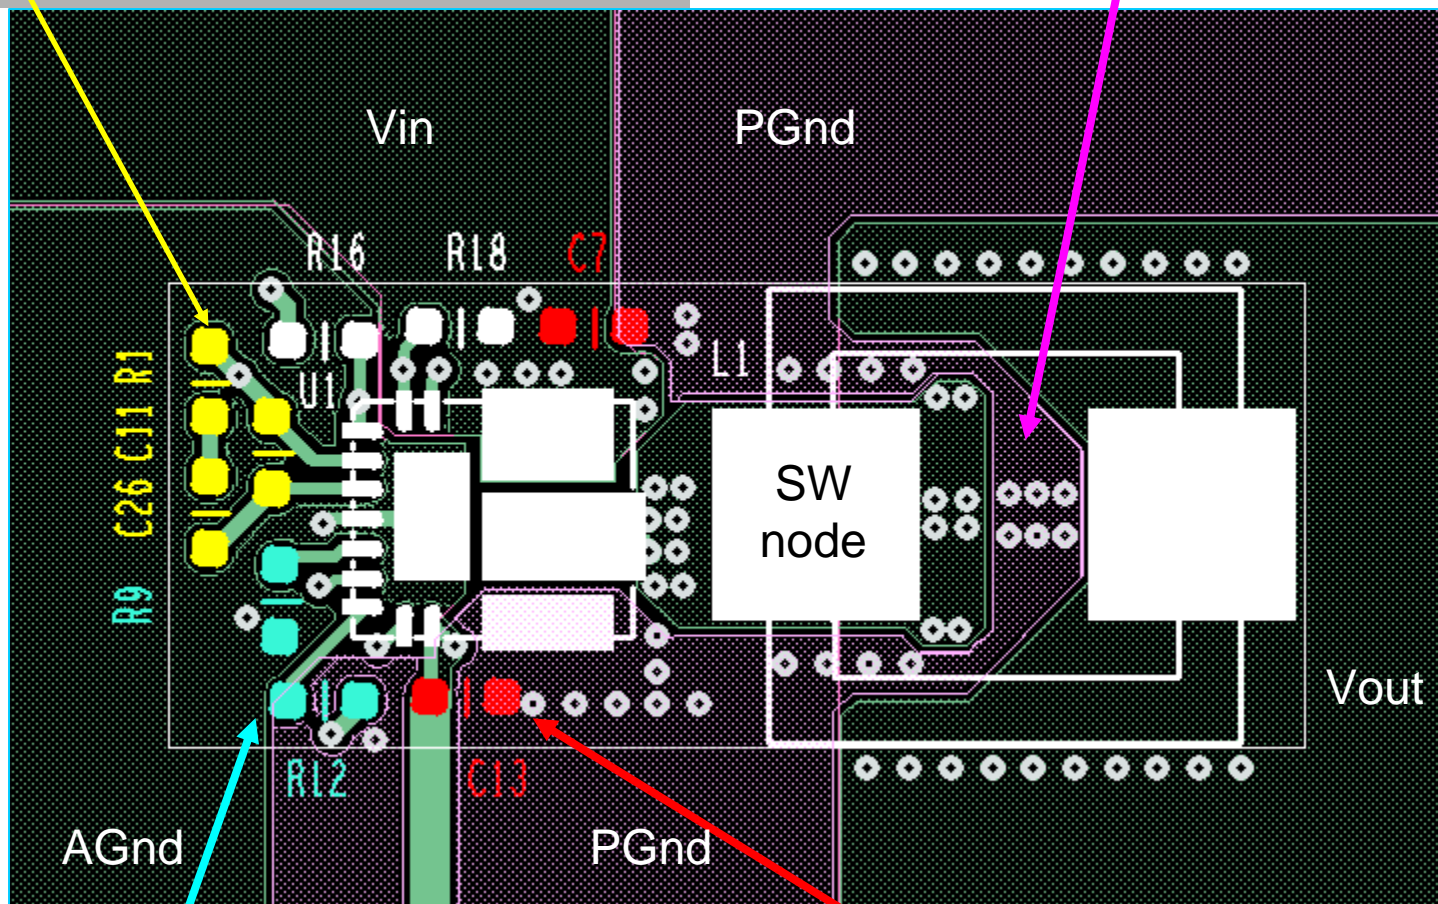 Vin
PGnd
R16
R18
C7
L1
U1
C26 C11 R1
SW
node
R9
Vout
R12
C13
AGnd
PGnd